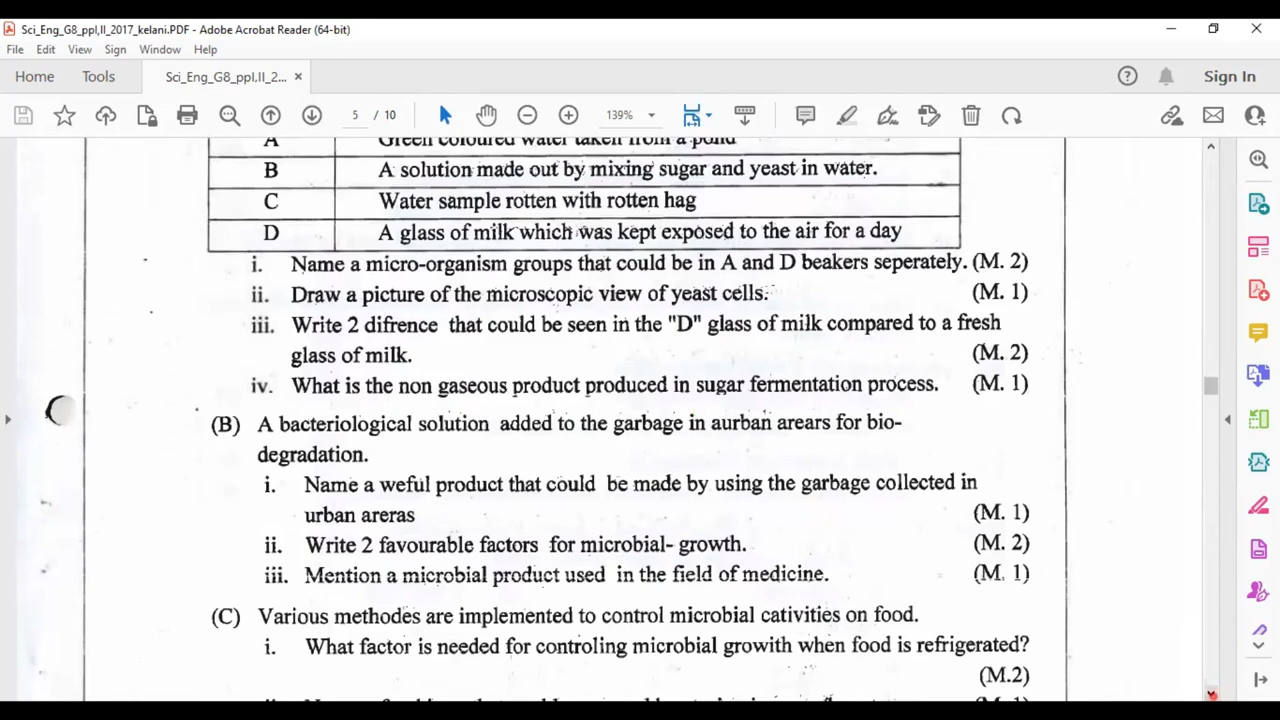 Sci_Eng_G8_ppl,II_2017_kelani.PDF - Adobe Acrobat Reader (64-bit)
File Edit View Sign Window Help
Home Tools Sci_Eng_G8_ppl,II_2... Sign In
5 / 10 139%
A Green coloured water taken from a pond
B A solution made out by mixing sugar and yeast in water.
C Water sample rotten with rotten hag
D A glass of milk which was kept exposed to the air for a day
i. Name a micro-organism groups that could be in A and D beakers seperately. (M. 2)
ii. Draw a picture of the microscopic view of yeast cells. (M. 1)
iii. Write 2 difrence that could be seen in the "D" glass of milk compared to a fresh
glass of milk. (M. 2)
iv. What is the non gaseous product produced in sugar fermentation process. (M. 1)
(B) A bacteriological solution added to the garbage in aurban arears for bio-
degradation.
i. Name a weful product that could be made by using the garbage collected in
urban areras (M. 1)
ii. Write 2 favourable factors for microbial- growth. (M. 2)
iii. Mention a microbial product used in the field of medicine. (M. 1)
(C) Various methodes are implemented to control microbial cativities on food.
i. What factor is needed for controling microbial growth when food is refrigerated?
(M.2)